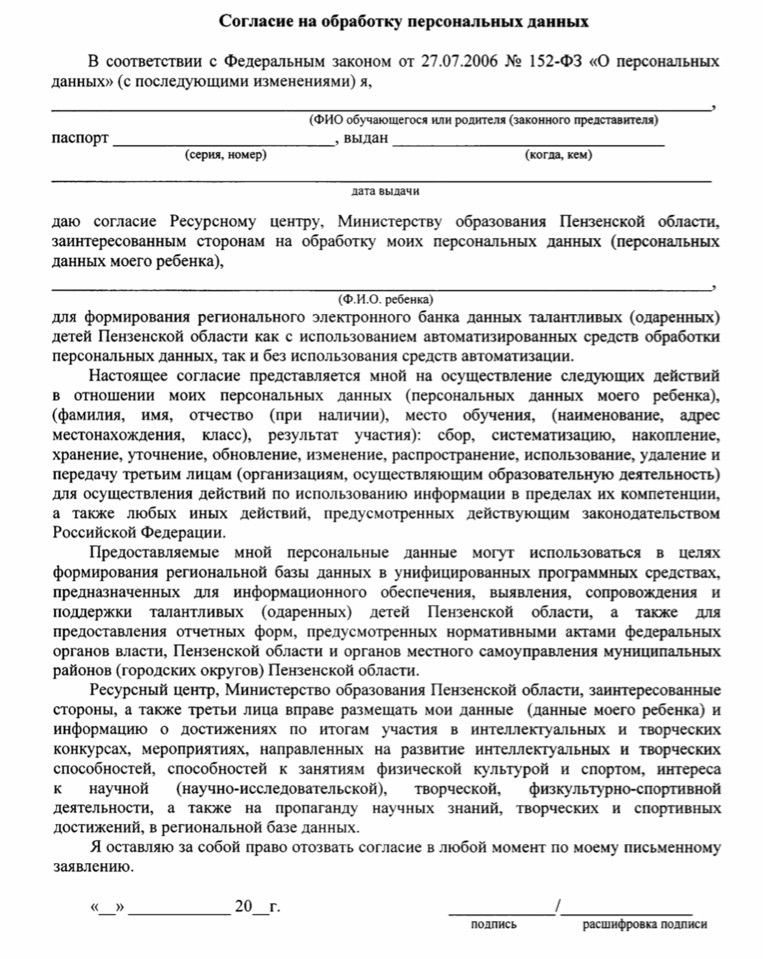 Согласие на обработку персональных данных
В соответствии с Федеральным законом от 27.07.2006 № 152-ФЗ «О персональных
данных» (с последующими изменениями) я,
___________________________________________________________________,
(ФИО обучающегося или родителя (законного представителя)
паспорт ______________________, выдан ___________________________
(серия, номер) (когда, кем)
___________________________________________________________________
дата выдачи
даю согласие Ресурсному центру, Министерству образования Пензенской области,
заинтересованным сторонам на обработку моих персональных данных (персональных
данных моего ребенка),
___________________________________________________________________,
(Ф.И.О. ребенка)
для формирования регионального электронного банка данных талантливых (одаренных)
детей Пензенской области как с использованием автоматизированных средств обработки
персональных данных, так и без использования средств автоматизации.
Настоящее согласие представляется мной на осуществление следующих действий
в отношении моих персональных данных (персональных данных моего ребенка),
(фамилия, имя, отчество (при наличии), место обучения, (наименование, адрес
местонахождения, класс), результат участия): сбор, систематизацию, накопление,
хранение, уточнение, обновление, изменение, распространение, использование, удаление и
передачу третьим лицам (организациям, осуществляющим образовательную деятельность)
для осуществления действий по использованию информации в пределах их компетенции,
а также любых иных действий, предусмотренных действующим законодательством
Российской Федерации.
Предоставляемые мной персональные данные могут использоваться в целях
формирования региональной базы данных в унифицированных программных средствах,
предназначенных для информационного обеспечения, выявления, сопровождения и
поддержки талантливых (одаренных) детей Пензенской области, а также для
предоставления отчетных форм, предусмотренных нормативными актами федеральных
органов власти, Пензенской области и органов местного самоуправления муниципальных
районов (городских округов) Пензенской области.
Ресурсный центр, Министерство образования Пензенской области, заинтересованные
стороны, а также третьи лица вправе размещать мои данные (данные моего ребенка) и
информацию о достижениях по итогам участия в интеллектуальных и творческих
конкурсах, мероприятиях, направленных на развитие интеллектуальных и творческих
способностей, способностей к занятиям физической культурой и спортом, интереса
к научной (научно-исследовательской), творческой, физкультурно-спортивной
деятельности, а также на пропаганду научных знаний, творческих и спортивных
достижений, в региональной базе данных.
Я оставляю за собой право отозвать согласие в любой момент по моему письменному
заявлению.
«__» __________ 20__г. __________/_____________
подпись расшифровка подписи